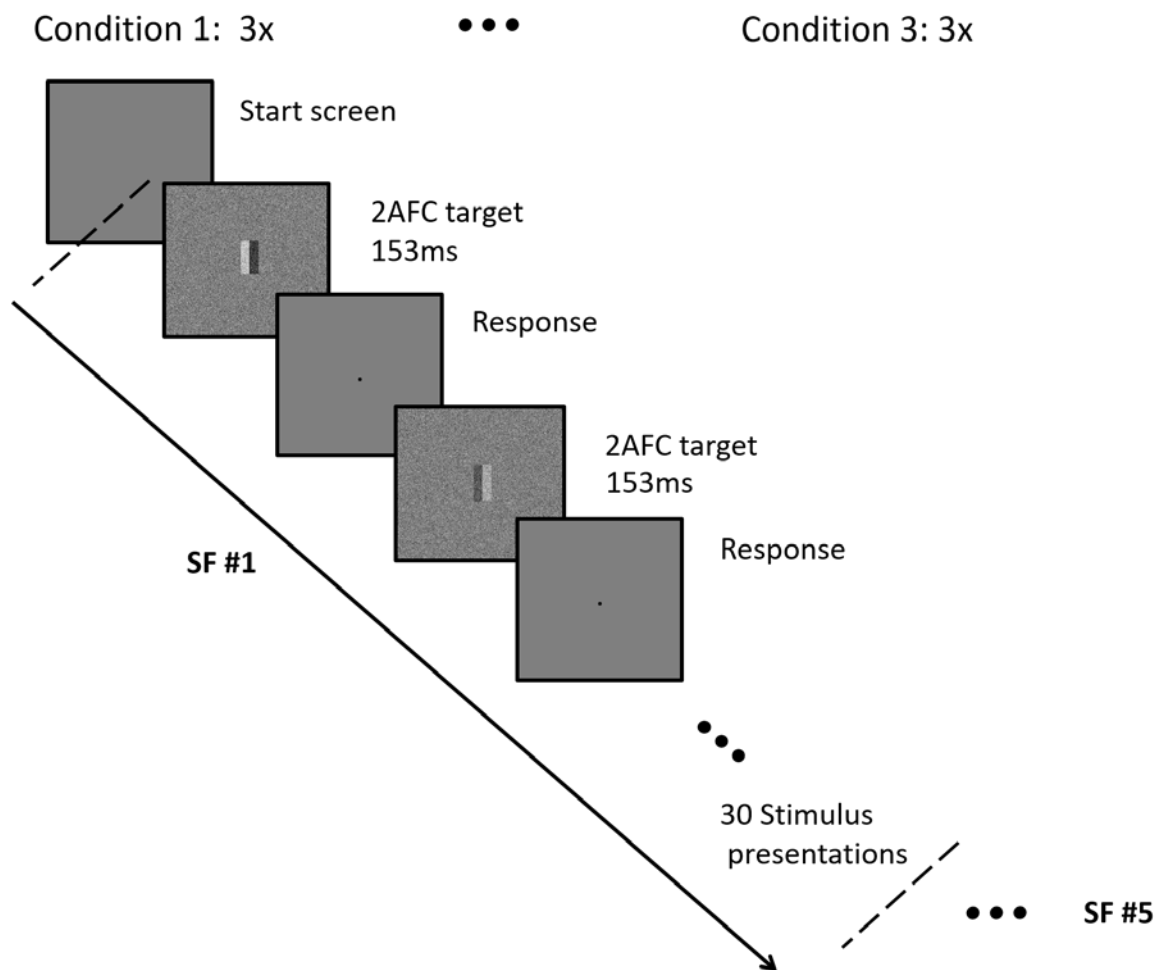 Condition 1: 3x
Condition 3: 3x
Start screen
2AFC target
153ms
Response
2AFC target
153ms
Response
SF #1
30 Stimulus
presentations
SF #5